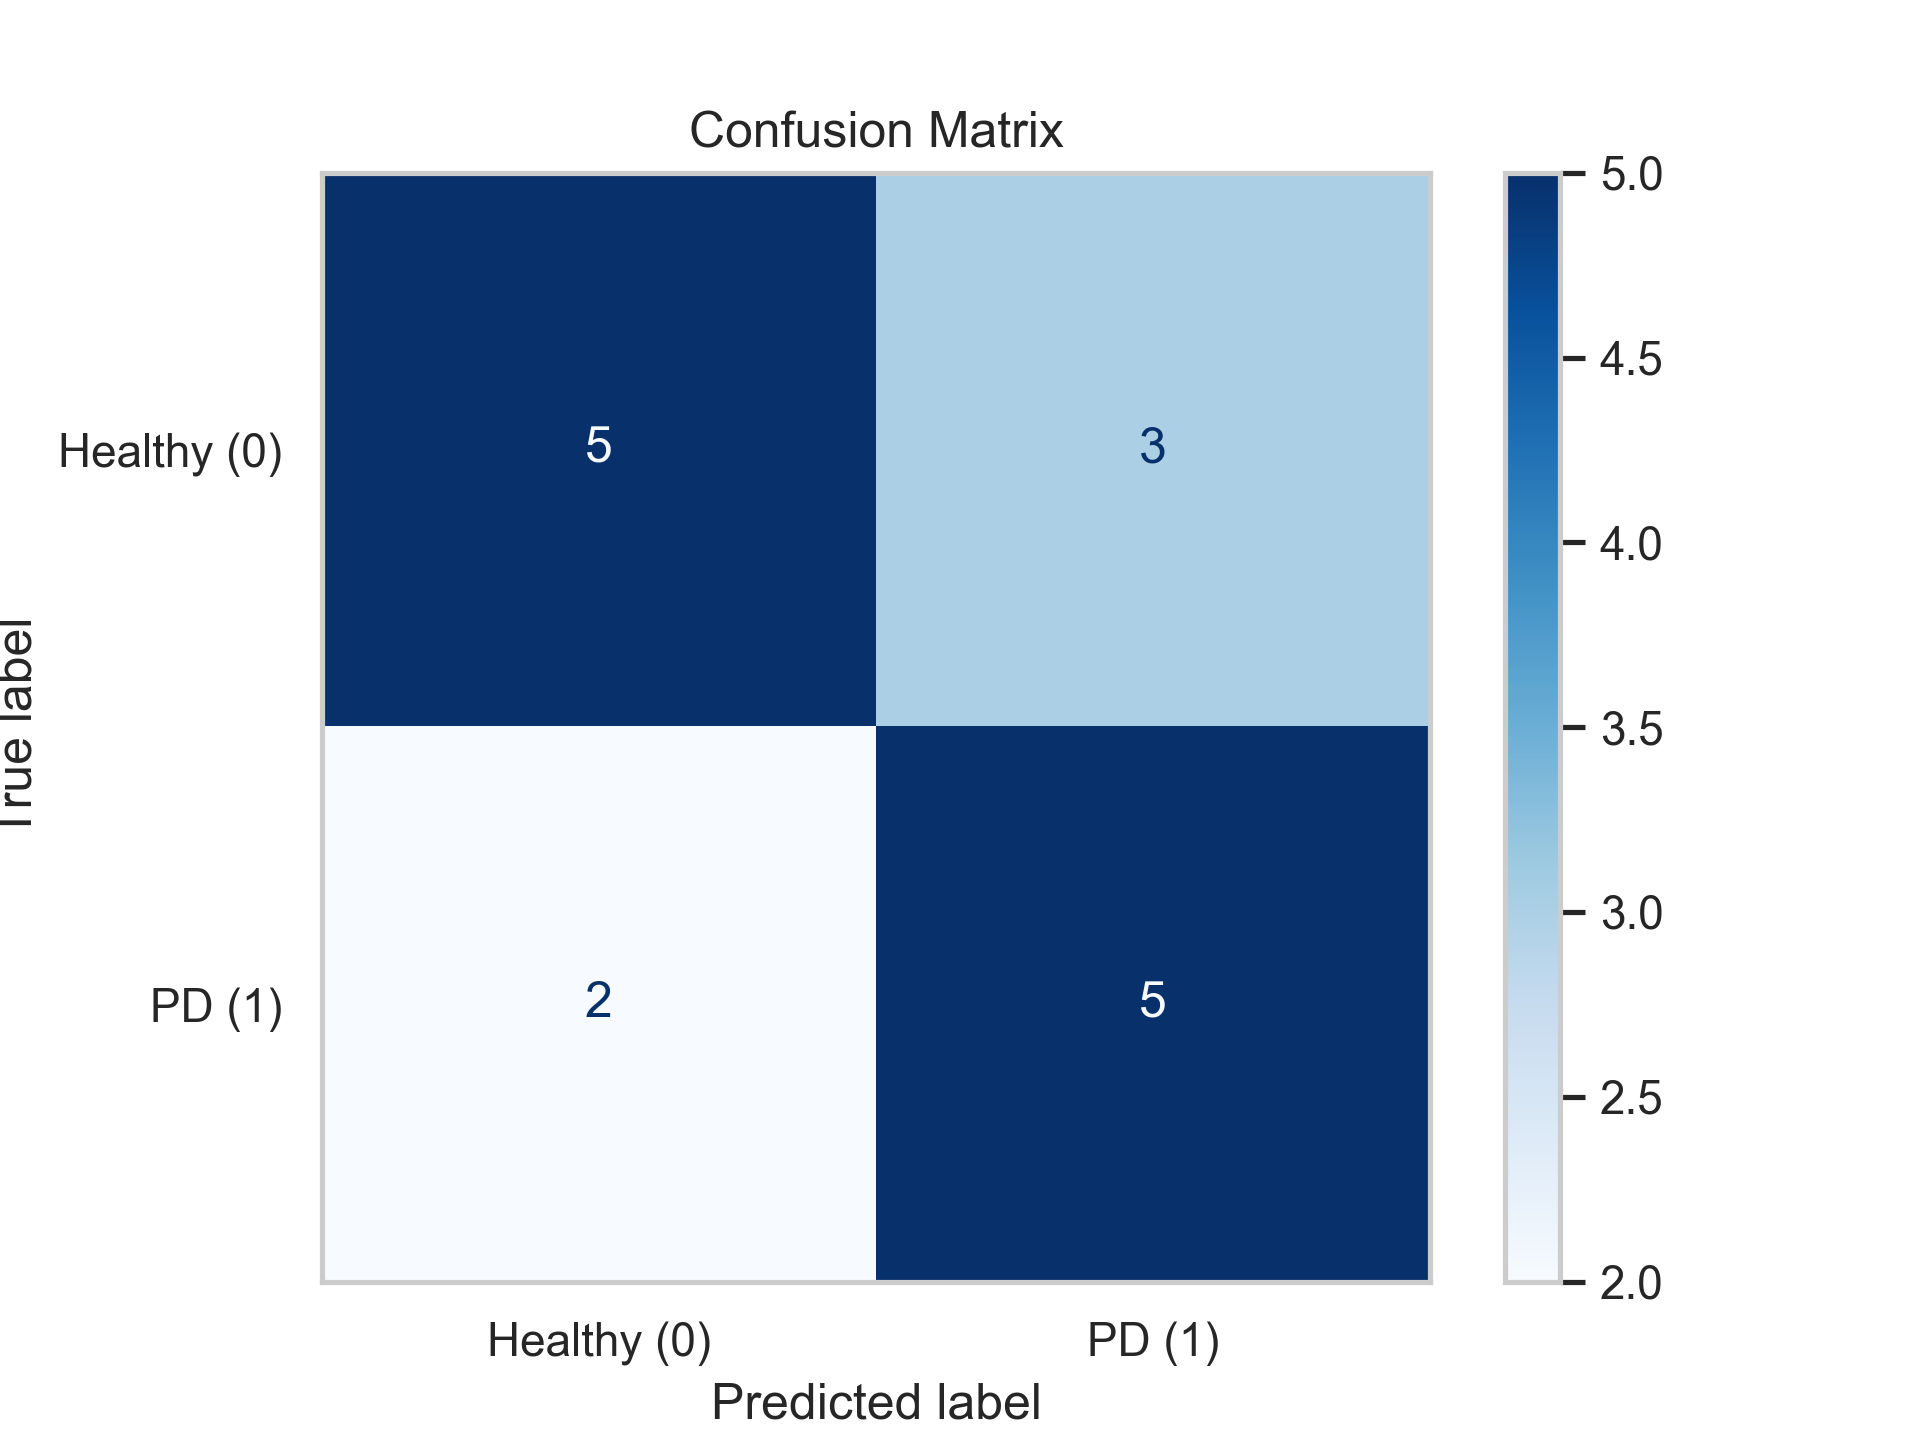 Confusion Matrix
Healthy (0)
PD (1)
True label
5
3
2
5
Healthy (0)
PD (1)
Predicted label
5.0
4.5
4.0
3.5
3.0
2.5
2.0